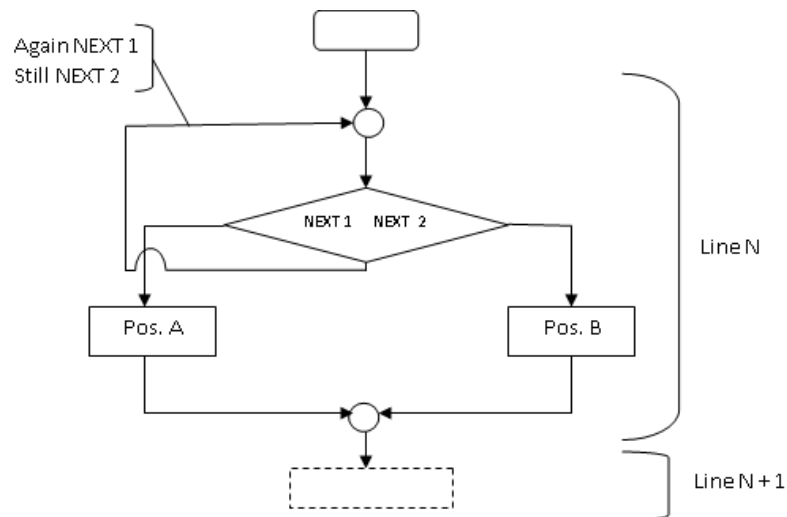 Again NEXT 1
Still NEXT 2
NEXT 1 NEXT 2
Line N
Pos. A
Pos. B
Line N + 1